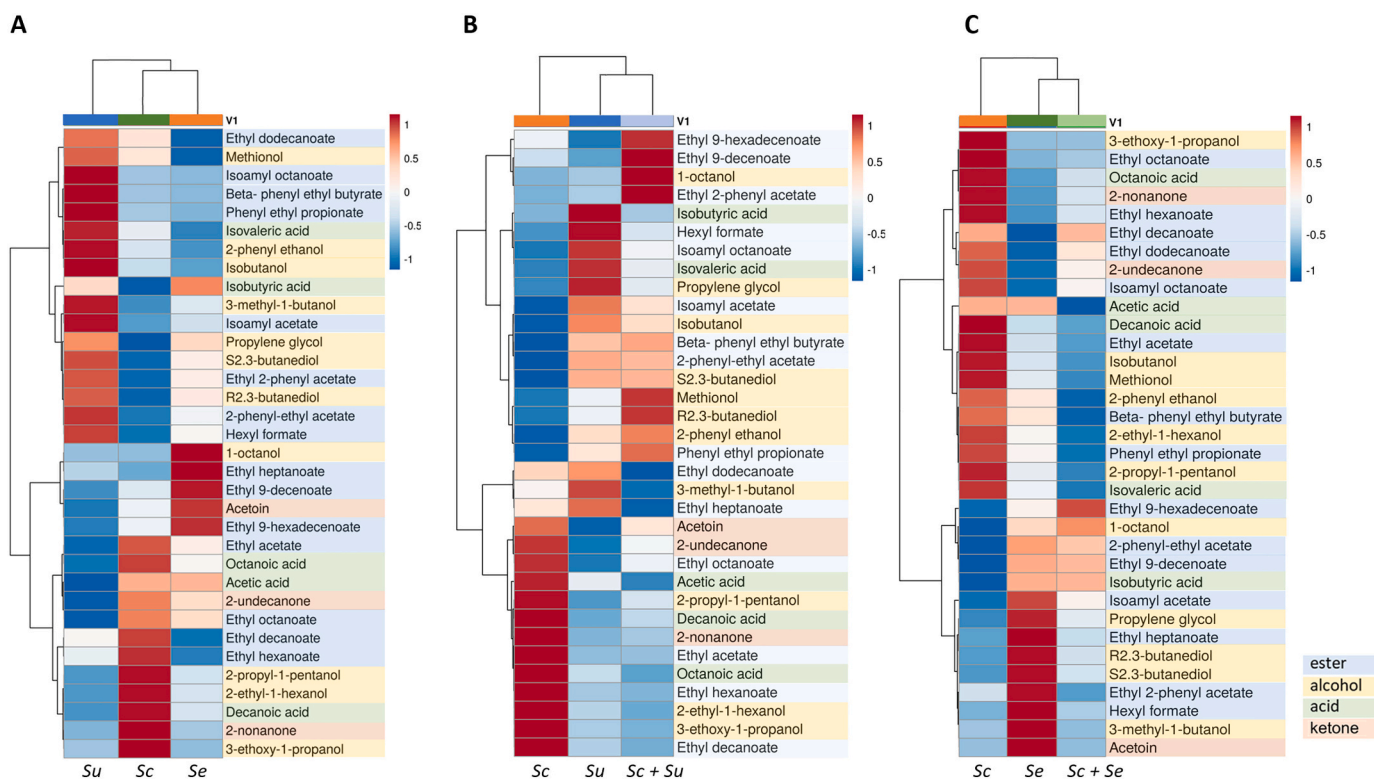 A
V1
Ethyl dodecanoate
Methionol
Isoamyl octanoate
Beta- phenyl ethyl butyrate
Phenyl ethyl propionate
Isovaleric acid
2-phenyl ethanol
Isobutanol
Isobutyric acid
3-methyl-1-butanol
Isoamyl acetate
Propylene glycol
S2.3-butanediol
Ethyl 2-phenyl acetate
R2.3-butanediol
2-phenyl-ethyl acetate
Hexyl formate
1-octanol
Ethyl heptanoate
Ethyl 9-decenoate
Acetoin
Ethyl 9-hexadecenoate
Ethyl acetate
Octanoic acid
Acetic acid
2-undecanone
Ethyl octanoate
Ethyl decanoate
Ethyl hexanoate
2-propyl-1-pentanol
2-ethyl-1-hexanol
Decanoic acid
2-nonanone
3-ethoxy-1-propanol
Su Sc Se
1
0.5
0
-0.5
-1
B
V1
Ethyl 9-hexadecenoate
Ethyl 9-decenoate
1-octanol
Ethyl 2-phenyl acetate
Isobutyric acid
Hexyl formate
Isoamyl octanoate
Isovaleric acid
Propylene glycol
Isoamyl acetate
Isobutanol
Beta- phenyl ethyl butyrate
2-phenyl-ethyl acetate
S2.3-butanediol
Methionol
R2.3-butanediol
2-phenyl ethanol
Phenyl ethyl propionate
Ethyl dodecanoate
3-methyl-1-butanol
Ethyl heptanoate
Acetoin
2-undecanone
Ethyl octanoate
Acetic acid
2-propyl-1-pentanol
Decanoic acid
2-nonanone
Ethyl acetate
Octanoic acid
Ethyl hexanoate
2-ethyl-1-hexanol
3-ethoxy-1-propanol
Ethyl decanoate
Sc Su Sc + Su
1
0.5
0
-0.5
-1
C
V1
3-ethoxy-1-propanol
Ethyl octanoate
Octanoic acid
2-nonanone
Ethyl hexanoate
Ethyl decanoate
Ethyl dodecanoate
2-undecanone
Isoamyl octanoate
Acetic acid
Decanoic acid
Ethyl acetate
Isobutanol
Methionol
2-phenyl ethanol
Beta- phenyl ethyl butyrate
2-ethyl-1-hexanol
Phenyl ethyl propionate
2-propyl-1-pentanol
Isovaleric acid
Ethyl 9-hexadecenoate
1-octanol
2-phenyl-ethyl acetate
Ethyl 9-decenoate
Isobutyric acid
Isoamyl acetate
Propylene glycol
Ethyl heptanoate
R2.3-butanediol
S2.3-butanediol
Ethyl 2-phenyl acetate
Hexyl formate
3-methyl-1-butanol
Acetoin
Sc Se Sc + Se
1
0.5
0
-0.5
-1
ester
alcohol
acid
ketone